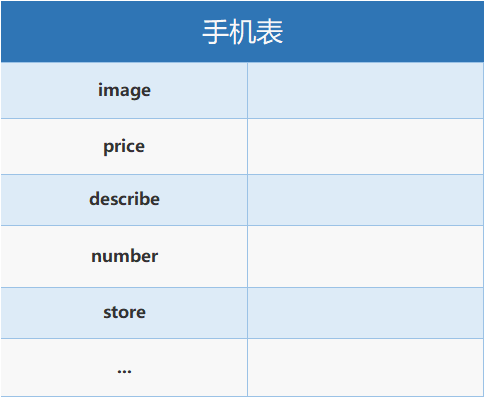 手机表
image
price
describe
number
store
...